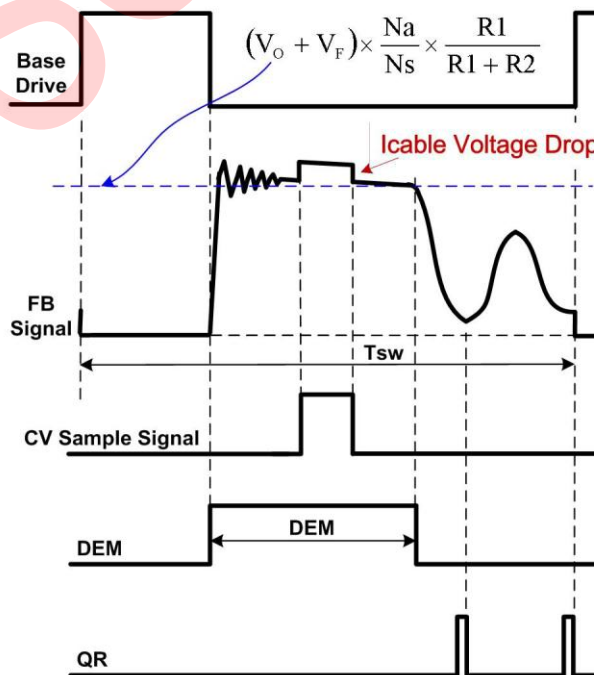 (V_O + V_F) × Na/Ns × R1/(R1 + R2)
Base
Drive
Icable Voltage Drop
FB
Signal
Tsw
CV Sample Signal
DEM
DEM
QR